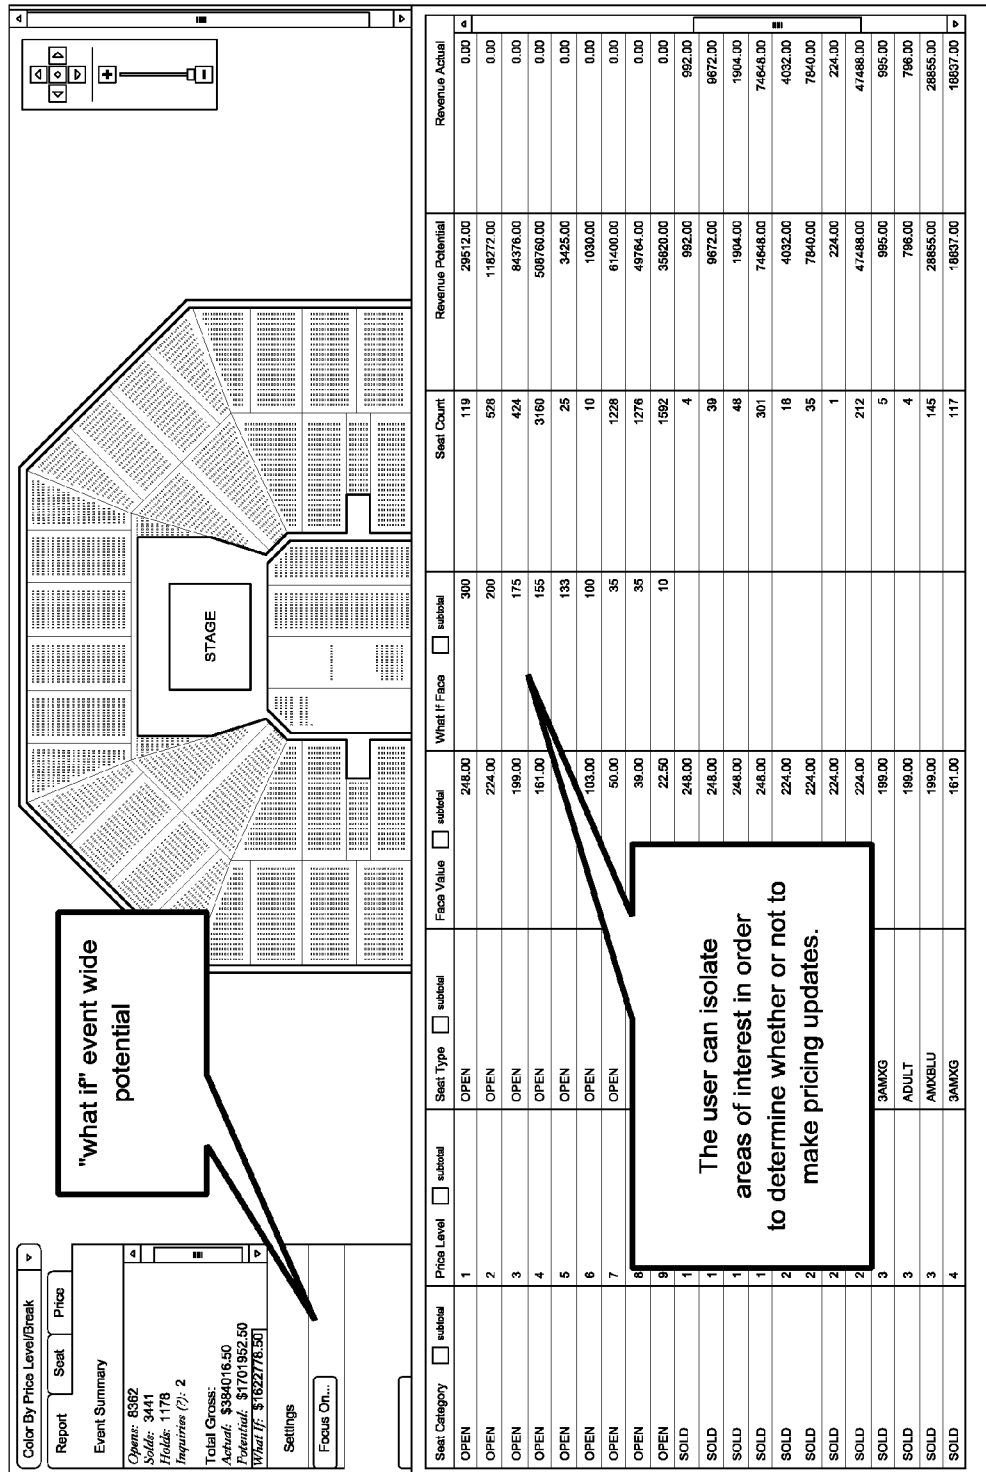 Color By Price Level/Break
Report Seat Price
Event Summary
Opens: 8362
Solds: 3441
Holds: 1178
Inquiries (?): 2
Total Gross:
Actual: $384016.50
Potential: $1701952.50
What If: $1622778.50
Settings
Focus On...
"what if" event wide
potential
STAGE
Seat Category subtotal Price Level subtotal Seat Type subtotal Face Value subtotal What If Face subtotal Seat Count Revenue Potential Revenue Actual
OPEN 1 OPEN 248.00 300 119 29512.00 0.00
OPEN 2 OPEN 224.00 200 528 118272.00 0.00
OPEN 3 OPEN 199.00 175 424 84376.00 0.00
OPEN 4 OPEN 161.00 155 3160 508760.00 0.00
OPEN 5 OPEN 133 25 3425.00 0.00
OPEN 6 OPEN 103.00 100 10 1030.00 0.00
OPEN 7 OPEN 50.00 35 1228 61400.00 0.00
OPEN 8 39.00 35 1276 49764.00 0.00
OPEN 9 22.50 10 1592 35820.00 0.00
SOLD 1 248.00 4 992.00 992.00
SOLD 1 248.00 39 9672.00 9672.00
SOLD 1 248.00 48 1904.00 1904.00
SOLD 1 248.00 301 74648.00 74648.00
SOLD 2 224.00 18 4032.00 4032.00
SOLD 2 224.00 35 7840.00 7840.00
SOLD 2 224.00 1 224.00 224.00
SOLD 2 224.00 212 47488.00 47488.00
SOLD 3 3AMXG 199.00 5 995.00 995.00
SOLD 3 ADULT 199.00 4 796.00 796.00
SOLD 3 AMXBLU 199.00 145 28855.00 28855.00
SOLD 4 3AMXG 161.00 117 18837.00 18837.00
The user can isolate
areas of interest in order
to determine whether or not to
make pricing updates.